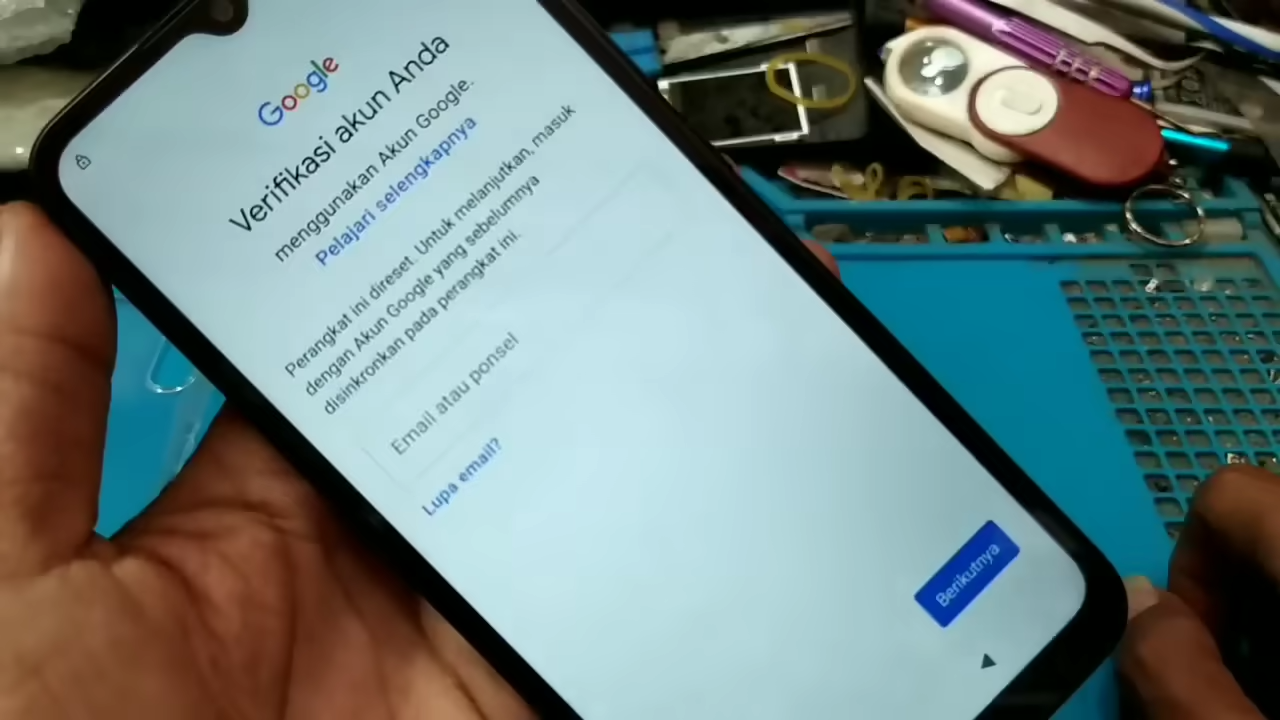 Google
Verifikasi akun Anda
menggunakan Akun Google.
Pelajari selengkapnya
Perangkat ini direset. Untuk melanjutkan, masuk
dengan Akun Google yang sebelumnya
disinkronkan pada perangkat ini.
Email atau ponsel
Lupa email?
Berikutnya